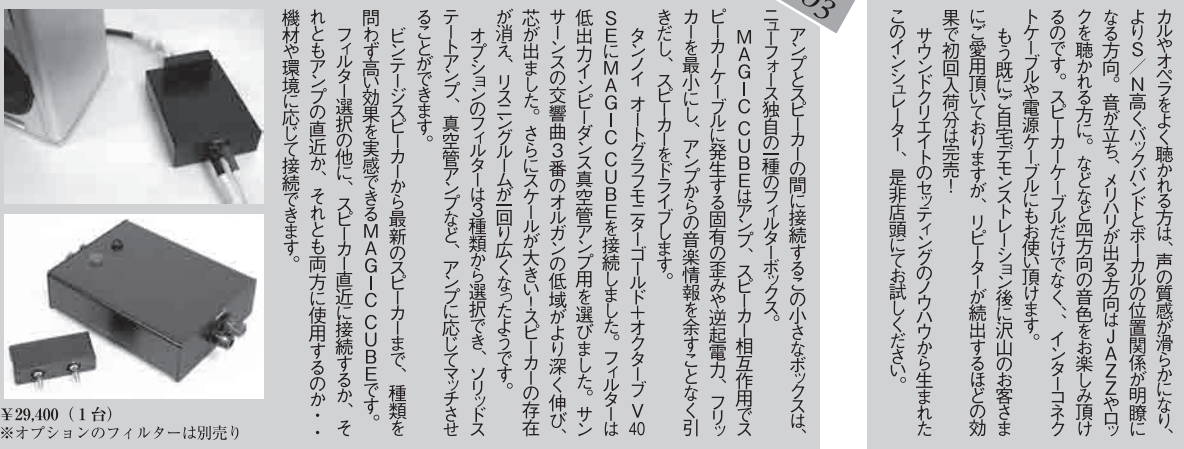 カルやオペラをよく聴かれる方は、声の質感が滑らかになり、
よりS／N高くバックバンドとボーカルの位置関係が明瞭に
なる方向。音が立ち、メリハリが出る方向はJAZZやロッ
クを聴かれる方に。などなど四方向の音色をお楽しみ頂け
るのです。スピーカーケーブルだけでなく、、インターコネク
トケーブルや電源ケーブルにもお使い頂けます。
もう既にご自宅デモンストレーション後に沢山のお客さま
にご愛用頂いておりますが、リピーターが続出するほどの効
果で初回入荷分は完売！
サウンドクリエイトのセッティングのノウハウから生まれた
このインシュレーター、是非店頭にてお試しください。
03
アンプとスピーカーの間に接続するこの小さなボックスは、
ニューフォース独自の二種のフィルターボックス。
MAGIC CUBEはアンプ、スピーカー相互作用でス
ピーカーケーブルに発生する固有の歪みや逆起電力、フリッ
カーを最小にし、アンプからの音楽情報を余すことなく引
きだし、スピーカーをドライブします。
タンノイ オートグラフモニターゴールド＋オクターブ V40
SEにMAGIC CUBEを接続しました。フィルターは
低出力インピーダンス真空管アンプ用を選びました。サン
サーンスの交響曲3番のオルガンの低域がより深く伸び、
芯が出ました。さらにスケールが大きい！スピーカーの存在
が消え、リスニングルームが一回り広くなったようです。
オプションのフィルターは3種類から選択でき、ソリッドス
テートアンプ、真空管アンプなど、アンプに応じてマッチさせ
ることができます。
ビンテージスピーカーから最新のスピーカーまで、種類を
問わず高い効果を実感できるMAGIC CUBEです。
フィルター選択の他に、スピーカー直近に接続するか、そ
れともアンプの直近か、それとも両方に使用するのか・・
機材や環境に応じて接続できます。
¥29,400（1台）
※オプションのフィルターは別売り